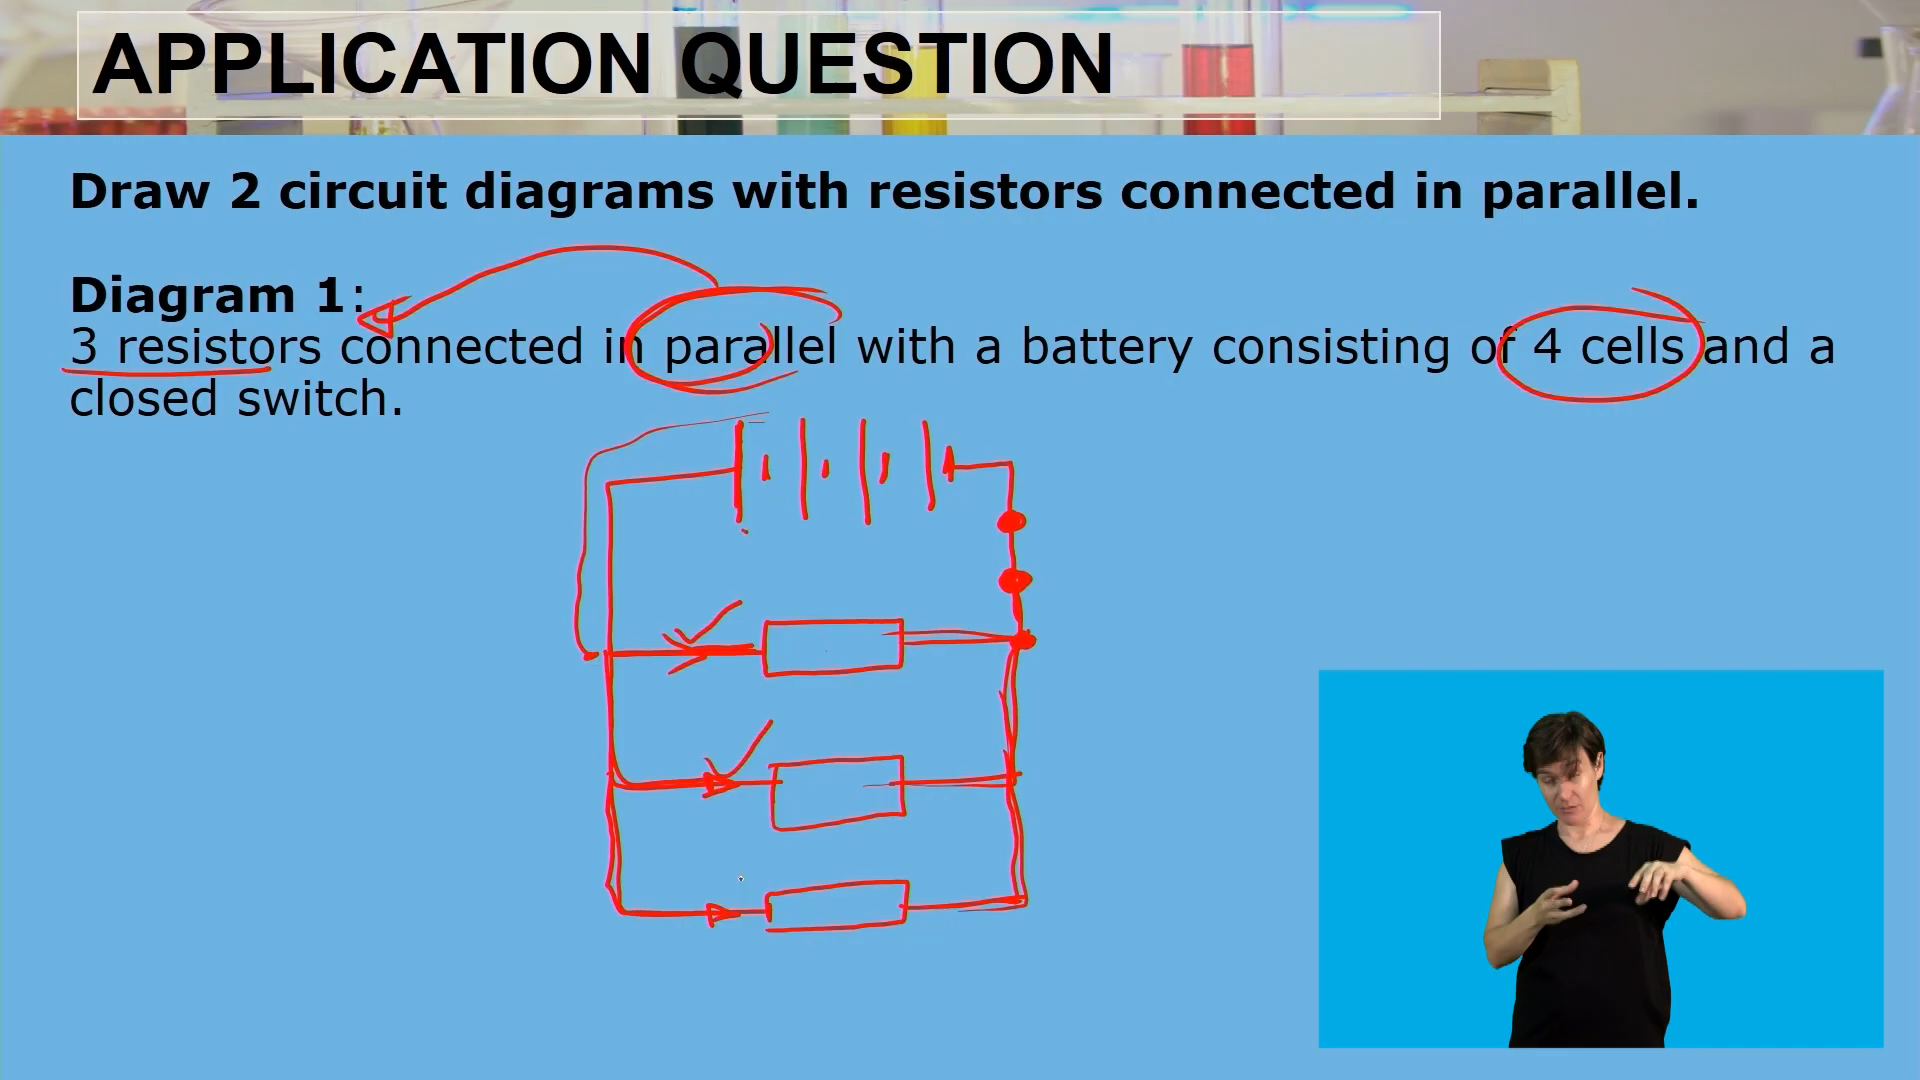 APPLICATION QUESTION
Draw 2 circuit diagrams with resistors connected in parallel.
Diagram 1:
3 resistors connected in parallel with a battery consisting of 4 cells and a
closed switch.